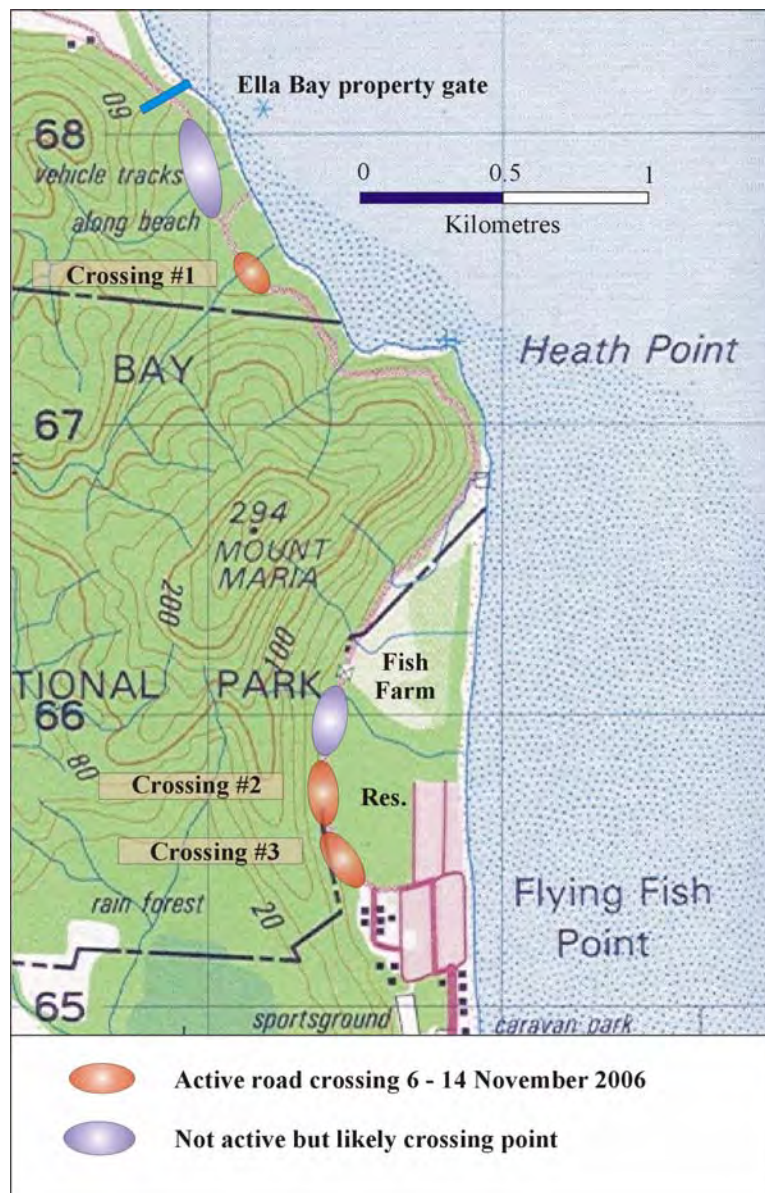 60
Ella Bay property gate
68
0 0.5 1
vehicle tracks
along beach
Kilometres
Crossing #1
BAY
Heath Point
67
294
MOUNT
MARIA
200
100
Fish
Farm
TIONAL PARK
66
80
Crossing #2
Res.
Crossing #3
rain forest
20
Flying Fish
Point
65
sportsground
caravan park
Active road crossing 6 - 14 November 2006
Not active but likely crossing point